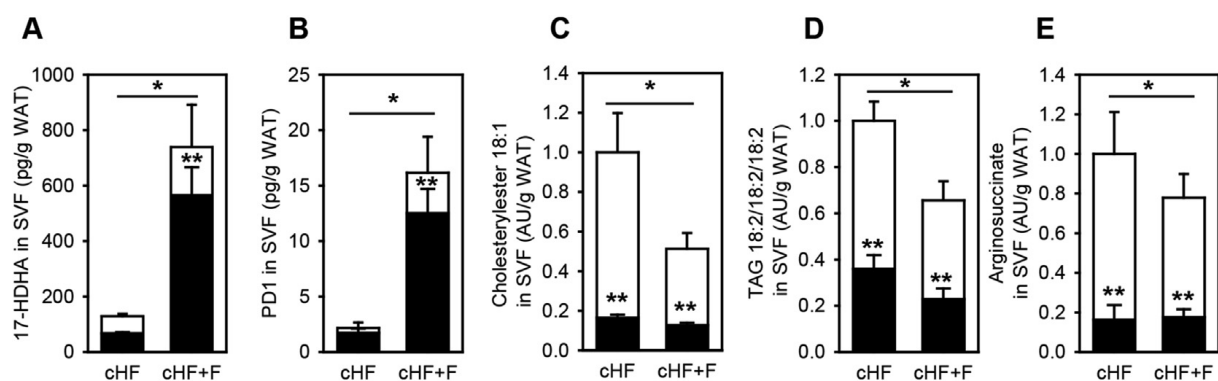 A
17-HDHA in SVF (pg/g WAT)
1000
800
600
400
200
0
*
**
cHF
cHF+F
B
PD1 in SVF (pg/g WAT)
25
20
15
10
5
0
*
**
cHF
cHF+F
C
Cholesterylester 18:1
in SVF (AU/g WAT)
1.4
1.2
1.0
0.8
0.6
0.4
0.2
0.0
*
**
**
cHF
cHF+F
D
TAG 18:2/18:2/18:2
in SVF (AU/g WAT)
1.2
1.0
0.8
0.6
0.4
0.2
0.0
*
**
**
cHF
cHF+F
E
Arginosuccinate
in SVF (AU/g WAT)
1.4
1.2
1.0
0.8
0.6
0.4
0.2
0.0
*
**
**
cHF
cHF+F